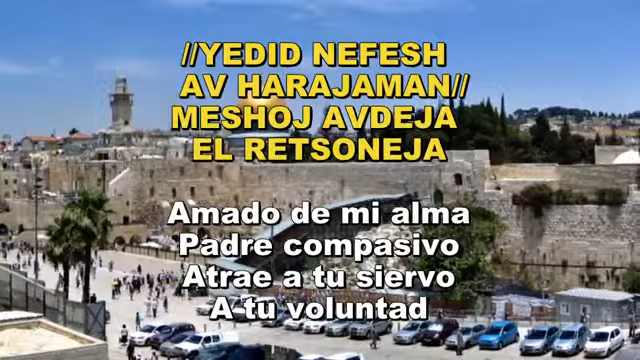 //YEDID NEFESH
AV HARAJAMAN//
MESHOJ AVDEJA
EL RETSONEJA
Amado de mi alma
Padre compasivo
Atrae a tu siervo
A tu voluntad